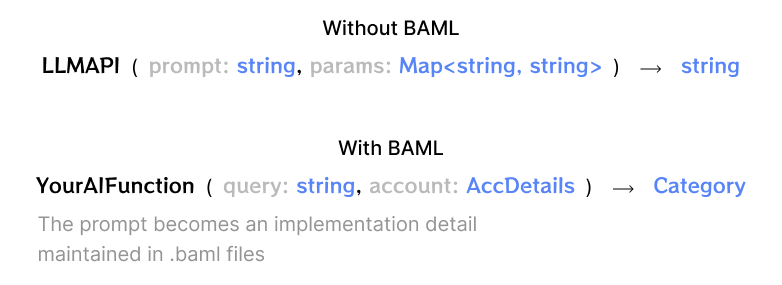 Without BAML
LLMAPI ( prompt: string, params: Map<string, string> ) → string
With BAML
YourAIFunction ( query: string, account: AccDetails ) → Category
The prompt becomes an implementation detail
maintained in .baml files